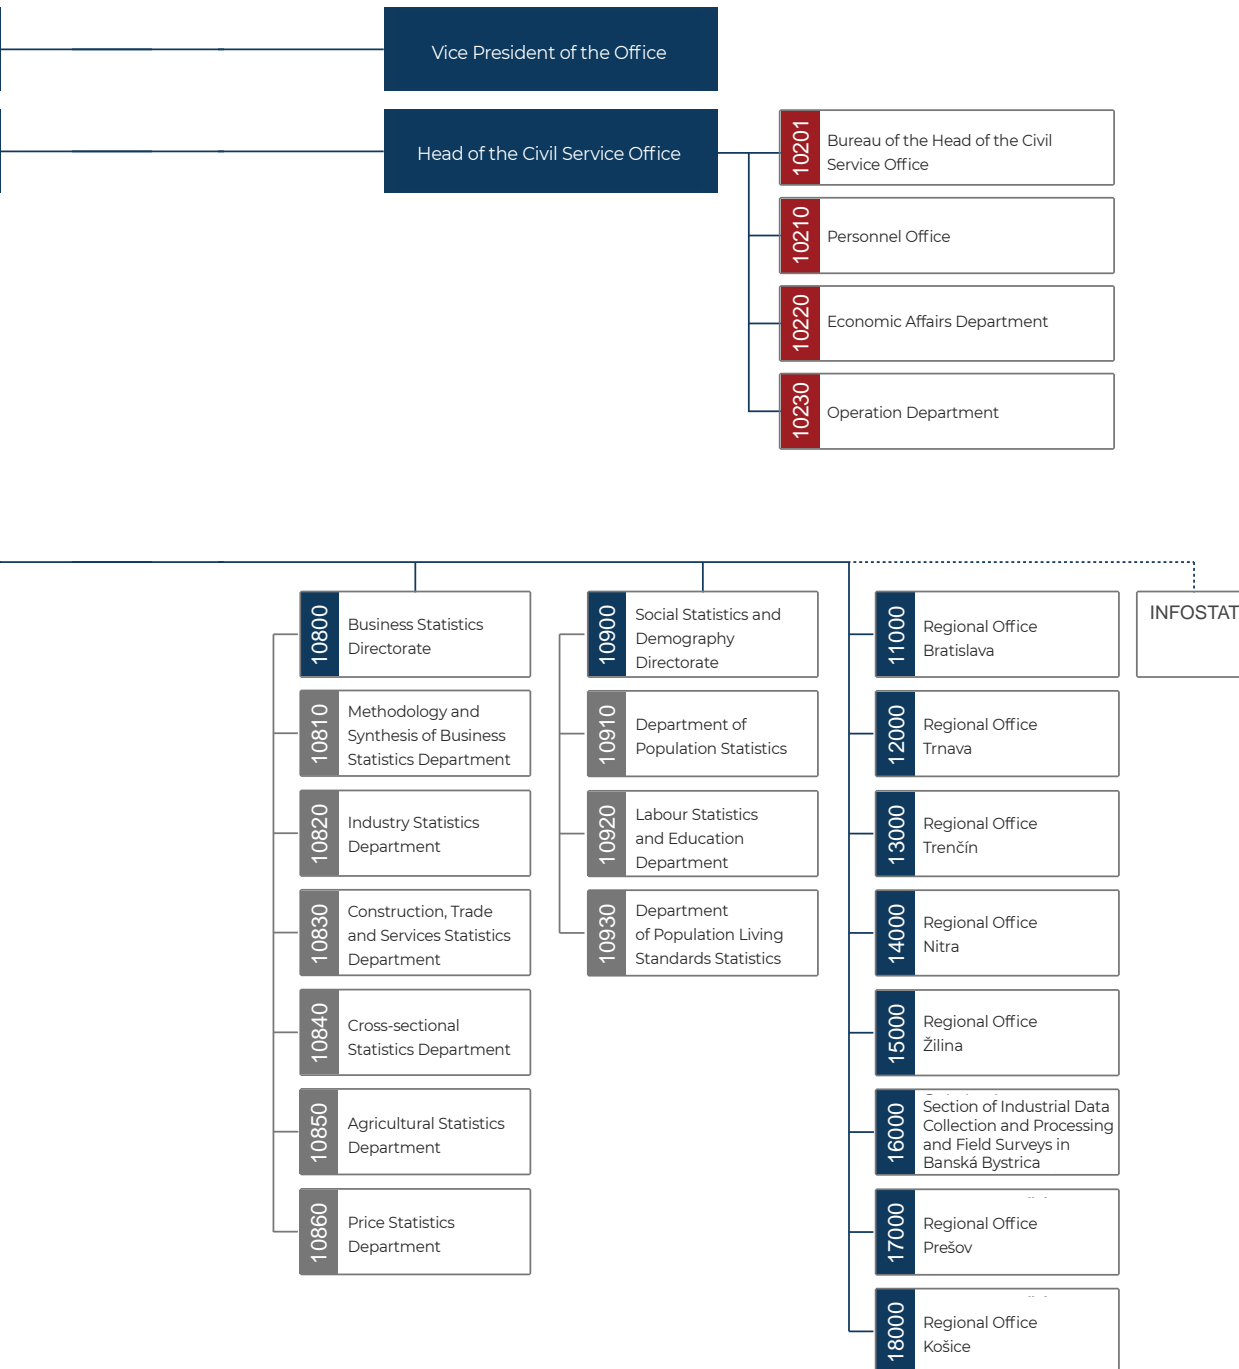 Vice President of the Office
Head of the Civil Service Office
10201
Bureau of the Head of the Civil
Service Office
10210
Personnel Office
10220
Economic Affairs Department
10230
Operation Department
10800
Business Statistics
Directorate
10810
Methodology and
Synthesis of Business
Statistics Department
10820
Industry Statistics
Department
10830
Construction, Trade
and Services Statistics
Department
10840
Cross-sectional
Statistics Department
10850
Agricultural Statistics
Department
10860
Price Statistics
Department
10900
Social Statistics and
Demography
Directorate
10910
Department of
Population Statistics
10920
Labour Statistics
and Education
Department
10930
Department
of Population Living
Standards Statistics
11000
Regional Office
Bratislava
12000
Regional Office
Trnava
13000
Regional Office
Trenčín
14000
Regional Office
Nitra
15000
Regional Office
Žilina
16000
Section of Industrial Data
Collection and Processing
and Field Surveys in
Banská Bystrica
17000
Regional Office
Prešov
18000
Regional Office
Košice
INFOSTAT